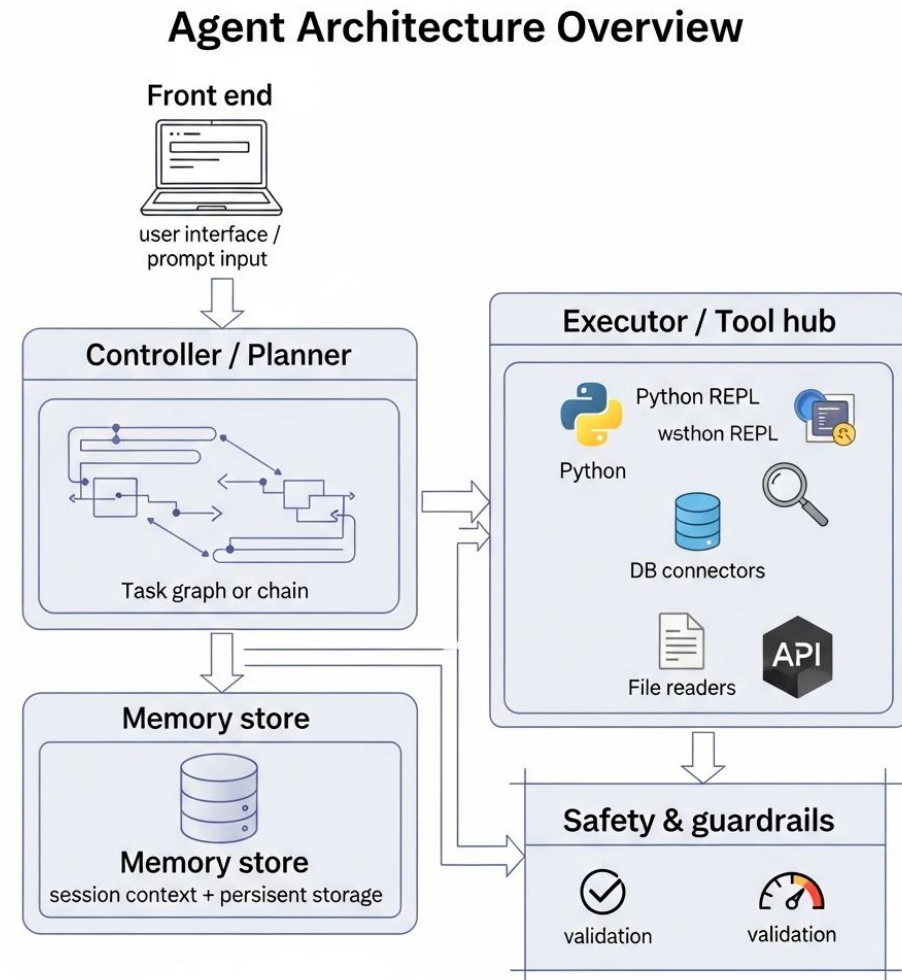 Agent Architecture Overview
Front end
user interface /
prompt input
Controller / Planner
Task graph or chain
Memory store
Memory store
session context + persisent storage
Executor / Tool hub
Python REPL
wsthon REPL
Python
DB connectors
File readers
API
Safety & guardrails
validation
validation